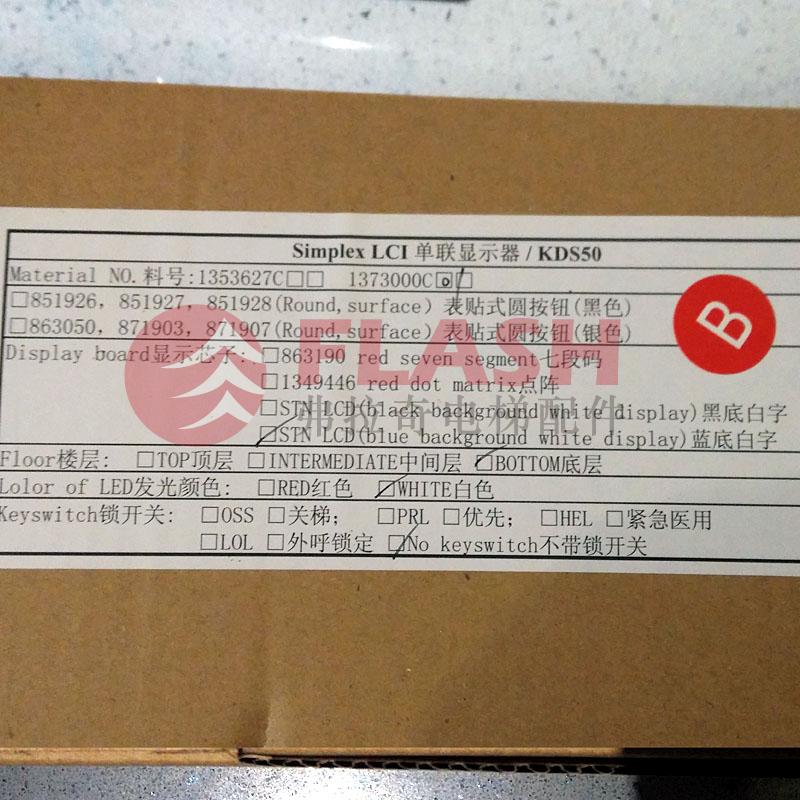 Simplex LCI 单联显示器 / KDS50
Material NO.料号:1353627C□□ 1373000C□0□
□851926, 851927, 851928(Round,surface) 表贴式圆按钮(黑色)
□863050, 871903, 871907(Round,surface) 表贴式圆按钮(银色)
Display board显示芯子: □863190 red seven segment七段码
□1349446 red dot matrix点阵
□STN LCD(black background white display)黑底白字
□STN LCD(blue background white display)蓝底白字
Floor楼层: □TOP顶层 □INTERMEDIATE中间层 □BOTTOM底层
Lolor of LED发光颜色: □RED红色 □WHITE白色
Keyswitch锁开关: □OSS □关梯; □PRL □优先; □HEL □紧急医用
□LOL □外呼锁定 □No keyswitch不带锁开关
B
FLASH
弗拉奇电梯配件